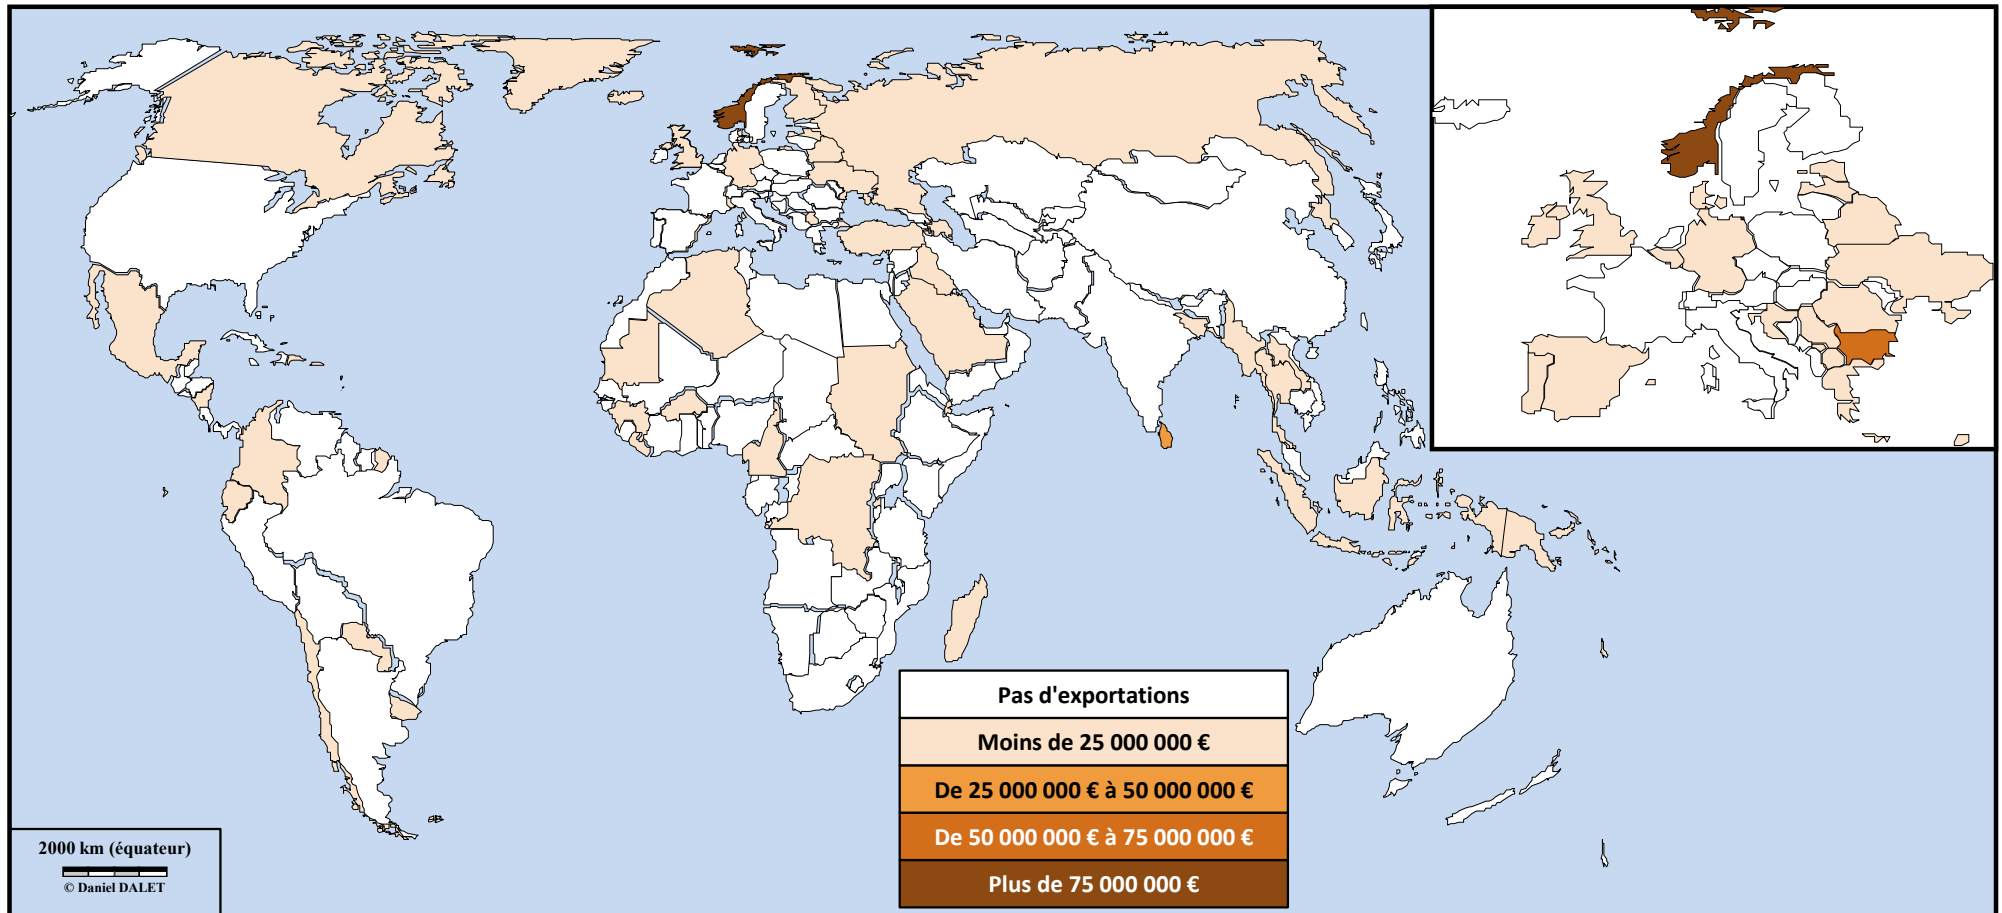 Pas d'exportations
Moins de 25 000 000 €
De 25 000 000 € à 50 000 000 €
De 50 000 000 € à 75 000 000 €
Plus de 75 000 000 €
2000 km (équateur)
© Daniel DALET